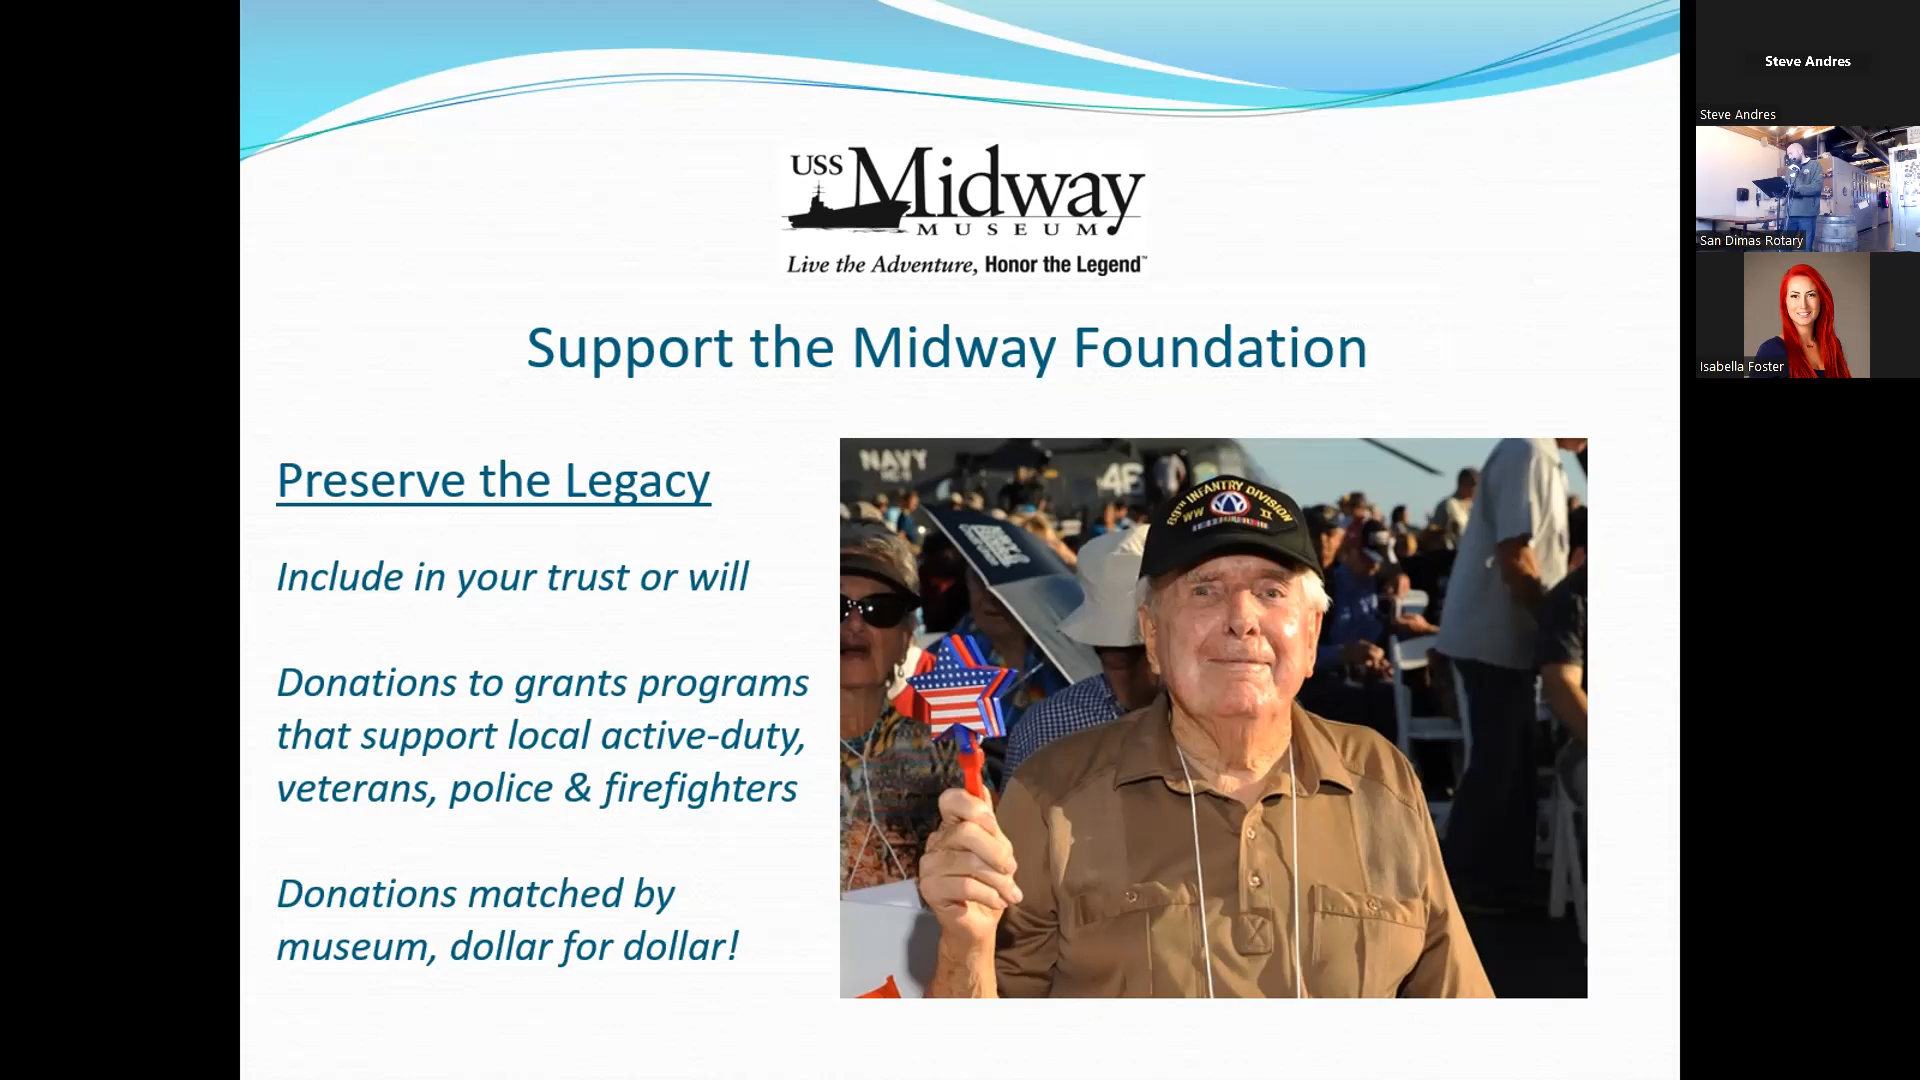 USS Midway
MUSEUM
Live the Adventure, Honor the Legend™
Support the Midway Foundation
Preserve the Legacy
Include in your trust or will
Donations to grants programs
that support local active-duty,
veterans, police & firefighters
Donations matched by
museum, dollar for dollar!
NAVY
46
89TH INFANTRY DIVISION
WW II
Steve Andres
Steve Andres
San Dimas Rotary
Isabella Foster